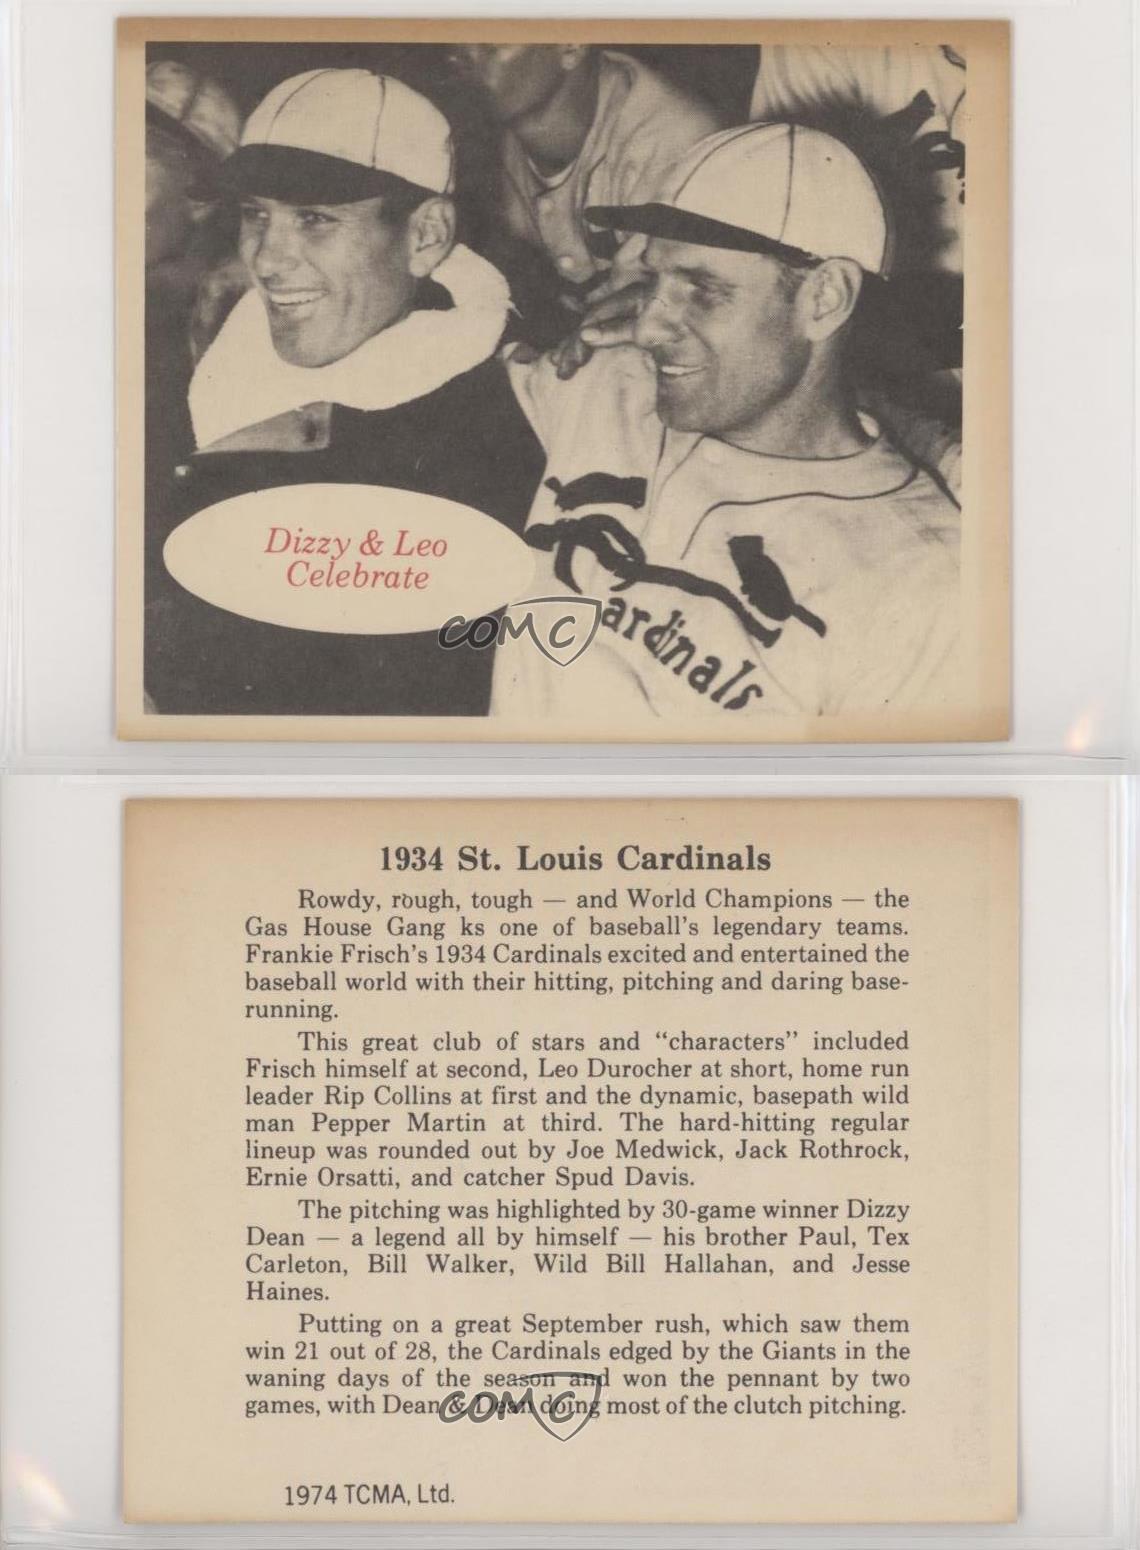 Dizzy & Leo
Celebrate
Cardinals
COMC
1934 St. Louis Cardinals
Rowdy, rough, tough — and World Champions — the
Gas House Gang ks one of baseball's legendary teams.
Frankie Frisch's 1934 Cardinals excited and entertained the
baseball world with their hitting, pitching and daring base-
running.
This great club of stars and "characters" included
Frisch himself at second, Leo Durocher at short, home run
leader Rip Collins at first and the dynamic, basepath wild
man Pepper Martin at third. The hard-hitting regular
lineup was rounded out by Joe Medwick, Jack Rothrock,
Ernie Orsatti, and catcher Spud Davis.
The pitching was highlighted by 30-game winner Dizzy
Dean — a legend all by himself — his brother Paul, Tex
Carleton, Bill Walker, Wild Bill Hallahan, and Jesse
Haines.
Putting on a great September rush, which saw them
win 21 out of 28, the Cardinals edged by the Giants in the
waning days of the season and won the pennant by two
games, with Dean & Dean doing most of the clutch pitching.
COMC
1974 TCMA, Ltd.